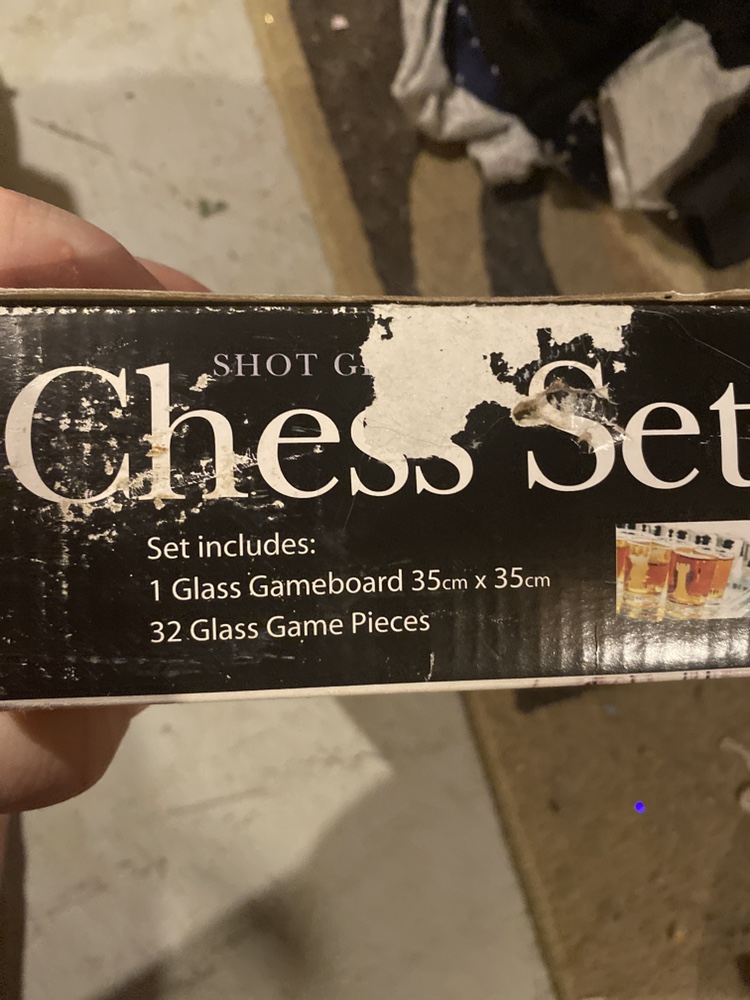 SHOT
Chess Set
Set includes:
1 Glass Gameboard 35cm x 35cm
32 Glass Game Pieces